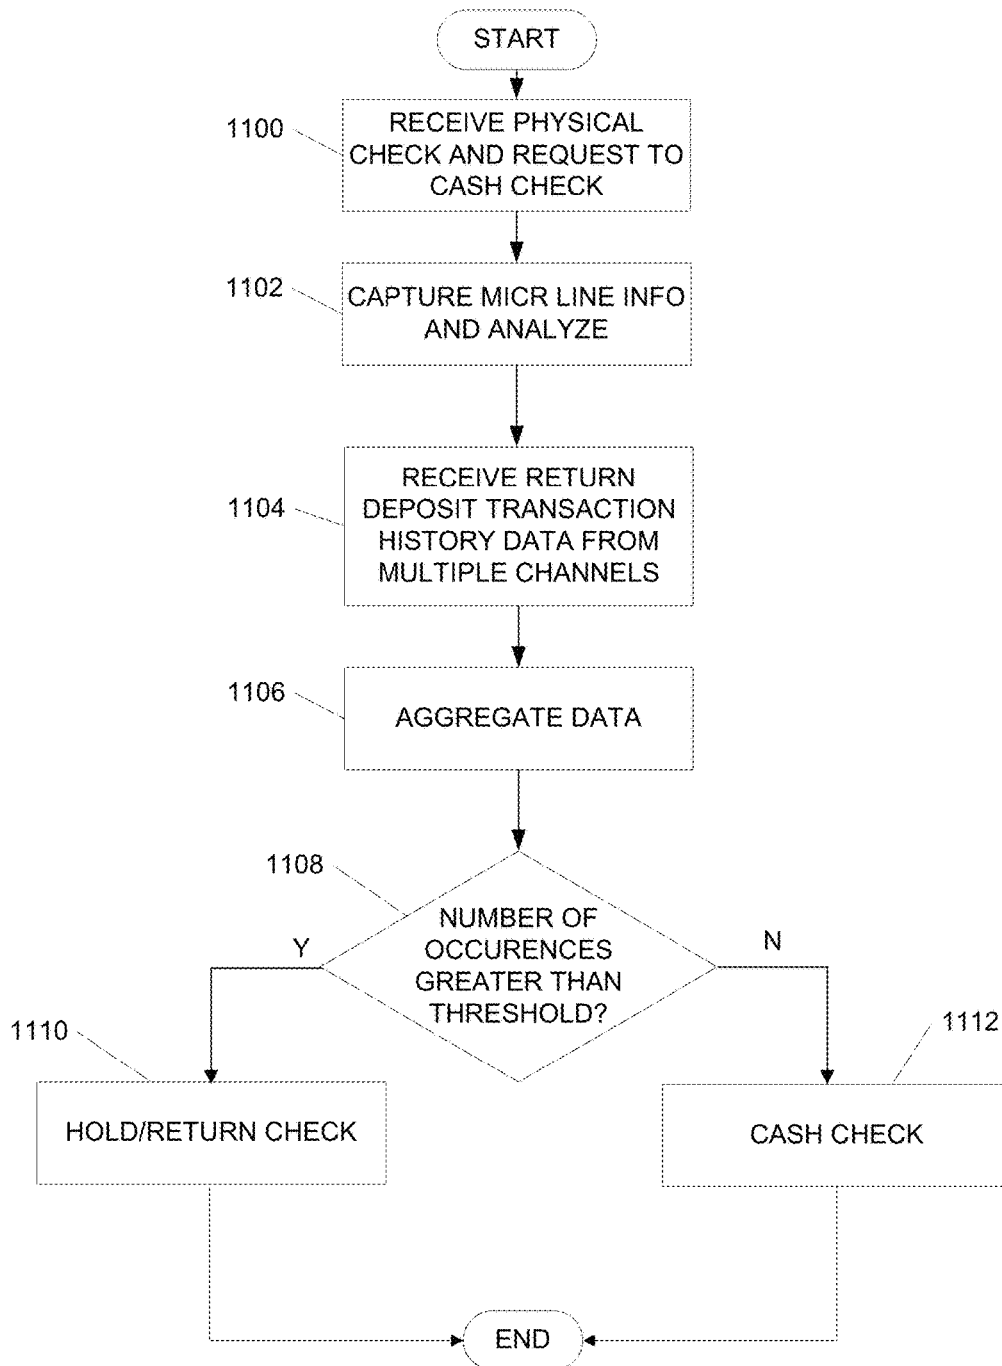 START
1100
RECEIVE PHYSICAL
CHECK AND REQUEST TO
CASH CHECK
1102
CAPTURE MICR LINE INFO
AND ANALYZE
1104
RECEIVE RETURN
DEPOSIT TRANSACTION
HISTORY DATA FROM
MULTIPLE CHANNELS
1106
AGGREGATE DATA
1108
NUMBER OF
OCCURENCES
GREATER THAN
THRESHOLD?
Y
N
1110
HOLD/RETURN CHECK
1112
CASH CHECK
END